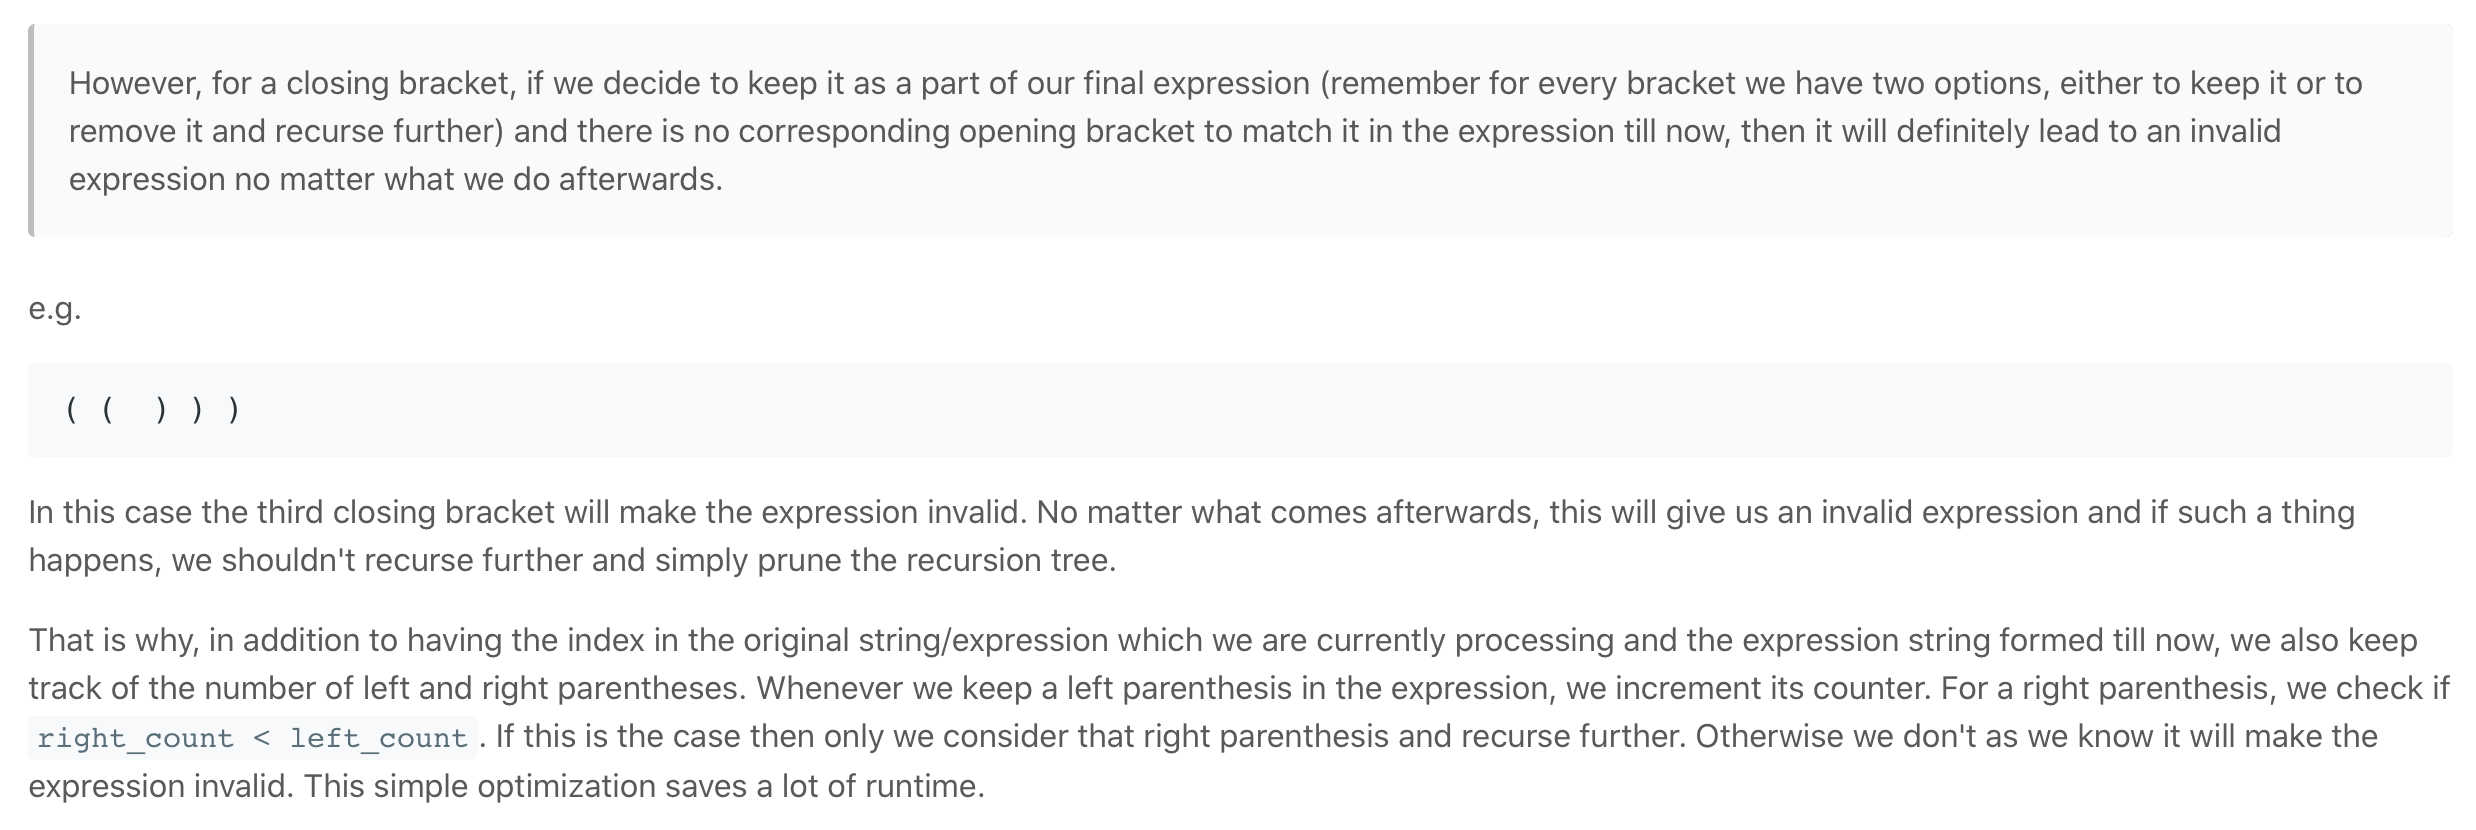 However, for a closing bracket, if we decide to keep it as a part of our final expression (remember for every bracket we have two options, either to keep it or to
remove it and recurse further) and there is no corresponding opening bracket to match it in the expression till now, then it will definitely lead to an invalid
expression no matter what we do afterwards.
e.g.
( (  ) ) )
In this case the third closing bracket will make the expression invalid. No matter what comes afterwards, this will give us an invalid expression and if such a thing
happens, we shouldn't recurse further and simply prune the recursion tree.
That is why, in addition to having the index in the original string/expression which we are currently processing and the expression string formed till now, we also keep
track of the number of left and right parentheses. Whenever we keep a left parenthesis in the expression, we increment its counter. For a right parenthesis, we check if
right_count < left_count. If this is the case then only we consider that right parenthesis and recurse further. Otherwise we don't as we know it will make the
expression invalid. This simple optimization saves a lot of runtime.